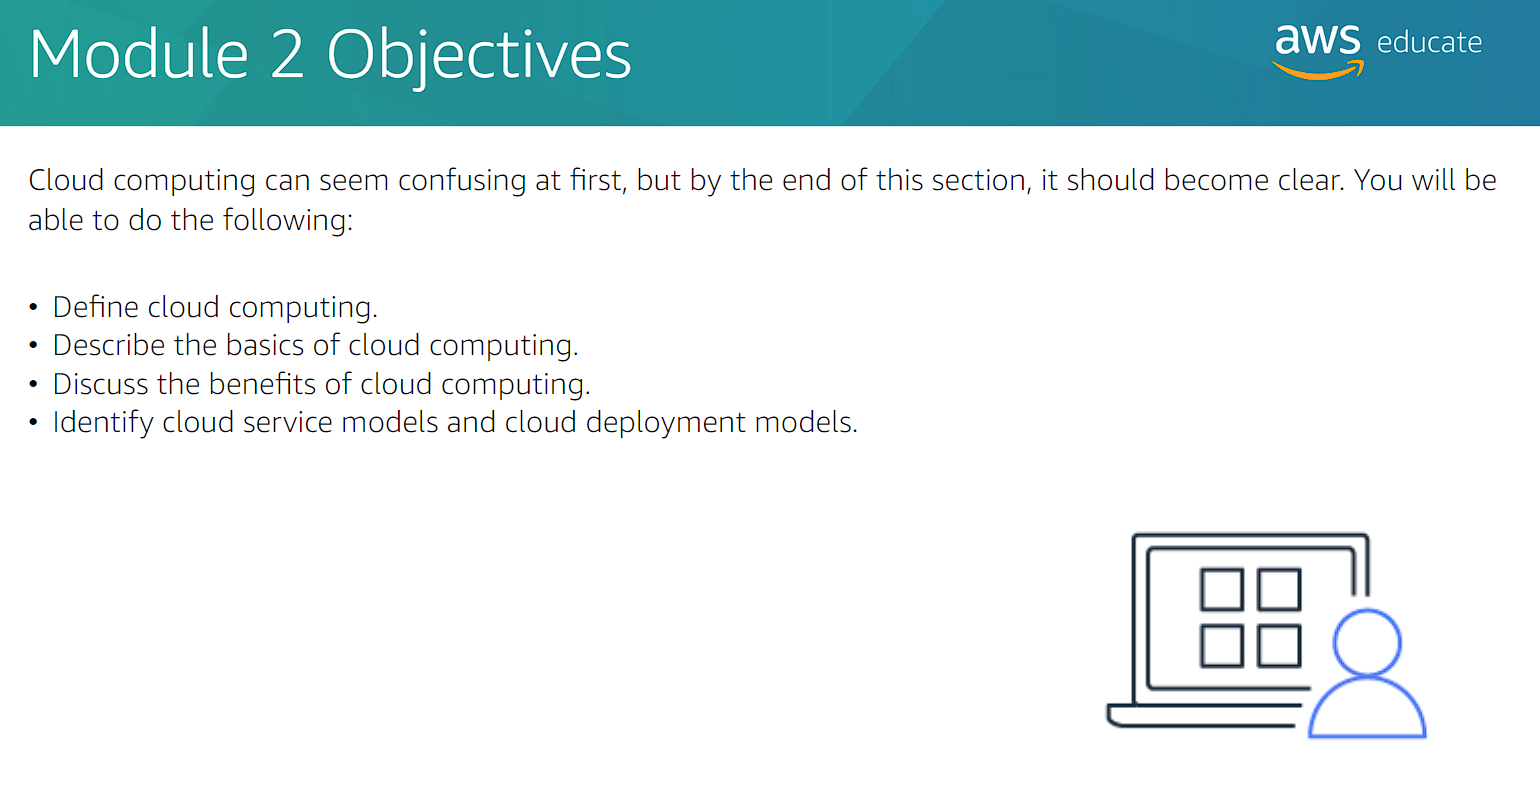 Module 2 Objectives
aws educate
Cloud computing can seem confusing at first, but by the end of this section, it should become clear. You will be
able to do the following:
• Define cloud computing.
• Describe the basics of cloud computing.
• Discuss the benefits of cloud computing.
• Identify cloud service models and cloud deployment models.